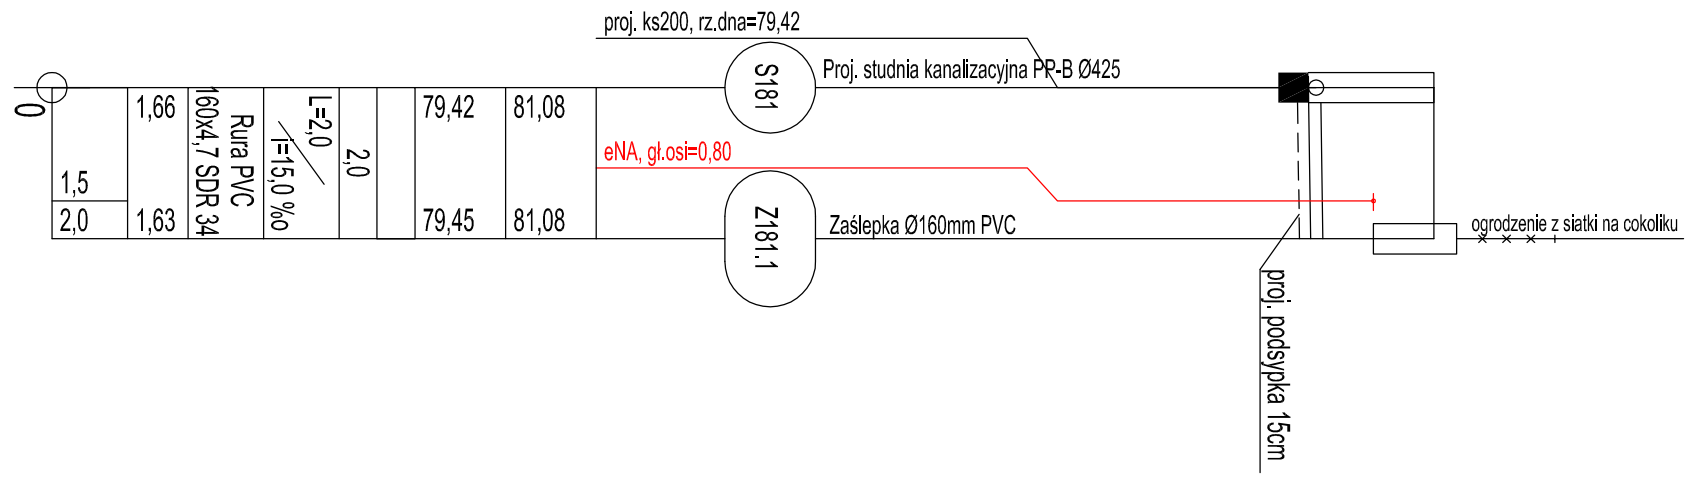 proj. ks200, rz.dna=79,42
S181
Proj. studnia kanalizacyjna PP-B Ø425
0
1,66
160x4,7 SDR 34
Rura PVC
i=15,0 ‰
L=2,0
2,0
79,42
81,08
eNA, gł.osi=0,80
1,5
2,0
1,63
79,45
81,08
Z181.1
Zaślepka Ø160mm PVC
ogrodzenie z siatki na cokoliku
proj. podsypka 15cm